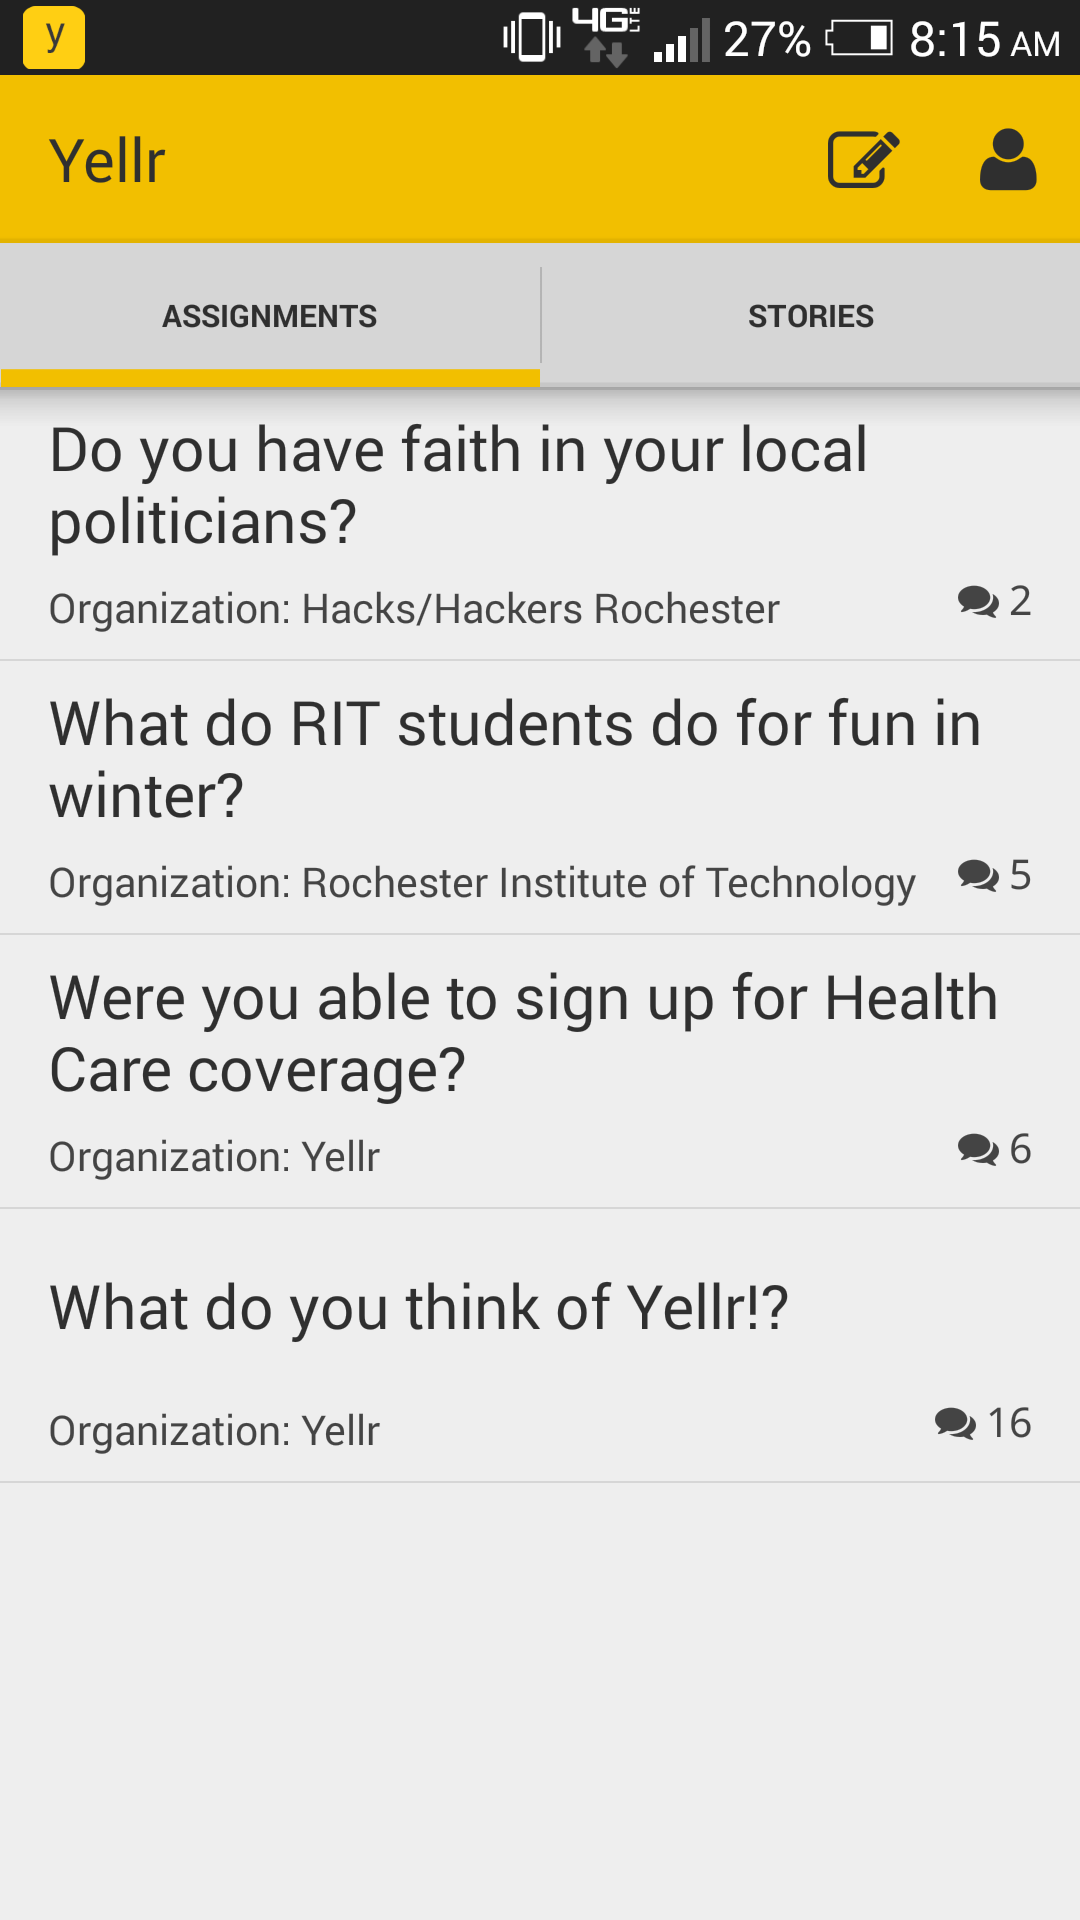 y 4G LTE 27% 8:15 AM
Yellr
ASSIGNMENTS STORIES
Do you have faith in your local
politicians?
Organization: Hacks/Hackers Rochester 2
What do RIT students do for fun in
winter?
Organization: Rochester Institute of Technology 5
Were you able to sign up for Health
Care coverage?
Organization: Yellr 6
What do you think of Yellr!?
Organization: Yellr 16